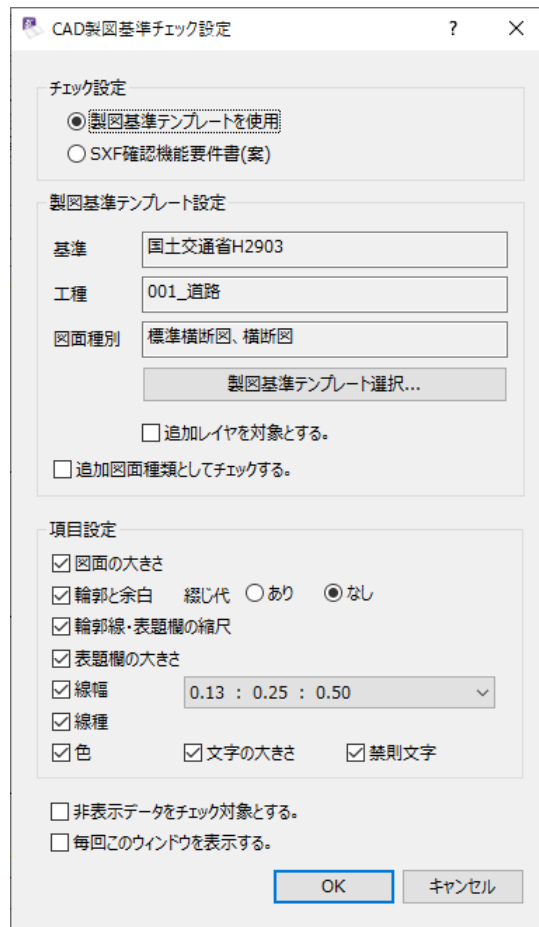 CAD製図基準チェック設定 ?
チェック設定
製図基準テンプレートを使用
SXF確認機能要件書(案)
製図基準テンプレート設定
基準 国土交通省H2903
工種 001_道路
図面種別 標準横断図、横断図
製図基準テンプレート選択...
追加レイヤを対象とする。
追加図面種類としてチェックする。
項目設定
図面の大きさ
輪郭と余白 綴じ代 あり なし
輪郭線・表題欄の縮尺
表題欄の大きさ
線幅 0.13 : 0.25 : 0.50
線種
色 文字の大きさ 禁則文字
非表示データをチェック対象とする。
毎回このウィンドウを表示する。
OK キャンセル